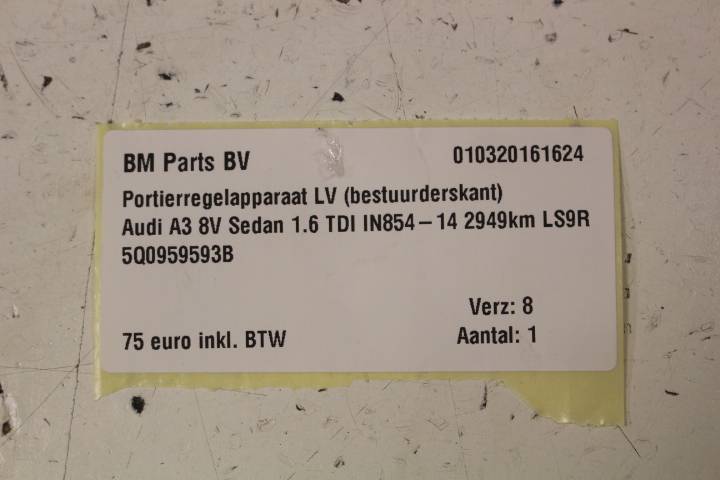 BM Parts BV 010320161624
Portierregelapparaat LV (bestuurderskant)
Audi A3 8V Sedan 1.6 TDI IN854-14 2949km LS9R
5Q0959593B
Verz: 8
75 euro inkl. BTW Aantal: 1